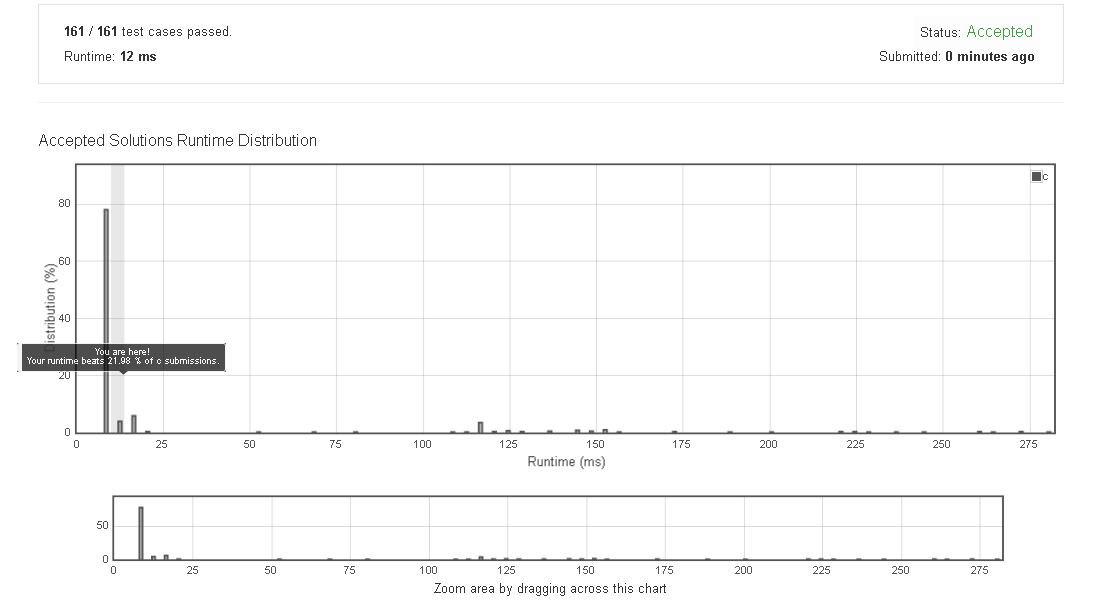 161 / 161 test cases passed.
Status: Accepted
Runtime: 12 ms
Submitted: 0 minutes ago
Accepted Solutions Runtime Distribution
c
80
60
40
20
0
Distribution (%)
You are here!
Your runtime beats 21.98 % of c submissions.
0 25 50 75 100 125 150 175 200 225 250 275
Runtime (ms)
50
0
0 25 50 75 100 125 150 175 200 225 250 275
Zoom area by dragging across this chart